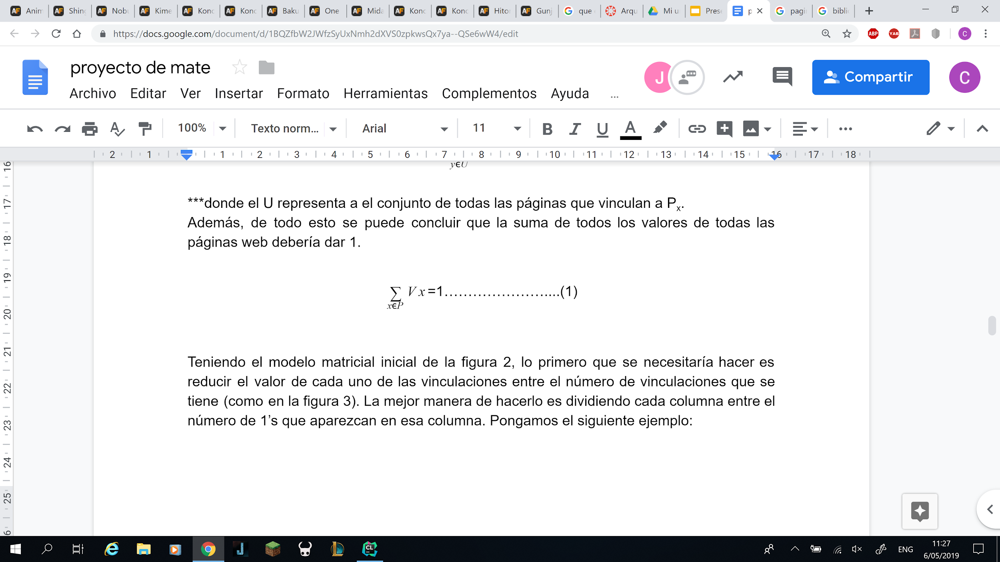 Anim Shing Nobu Kime Konc Konc Baku One Mida Konc Konc Hitor Gunj que Arqu Mi u Prese p pagi bibli
https://docs.google.com/document/d/1BQZfbW2JWfzSyUxNmh2dXVS0zpkwsQx7ya--QSe6wW4/edit
proyecto de mate
Archivo Editar Ver Insertar Formato Herramientas Complementos Ayuda ...
J
Compartir
C
100% Texto norm... Arial 11 B I U A
2 1 1 2 3 4 5 6 7 8 9 10 11 12 13 14 15 16 17 18
yϵU
***donde el U representa a el conjunto de todas las páginas que vinculan a Px.
Además, de todo esto se puede concluir que la suma de todos los valores de todas las
páginas web debería dar 1.
∑ Vx=1…………………....(1)
xϵP
Teniendo el modelo matricial inicial de la figura 2, lo primero que se necesitaría hacer es
reducir el valor de cada uno de las vinculaciones entre el número de vinculaciones que se
tiene (como en la figura 3). La mejor manera de hacerlo es dividiendo cada columna entre el
número de 1’s que aparezcan en esa columna. Pongamos el siguiente ejemplo:
16
17
18
19
20
21
22
23
24
25
ENG
11:27
6/05/2019